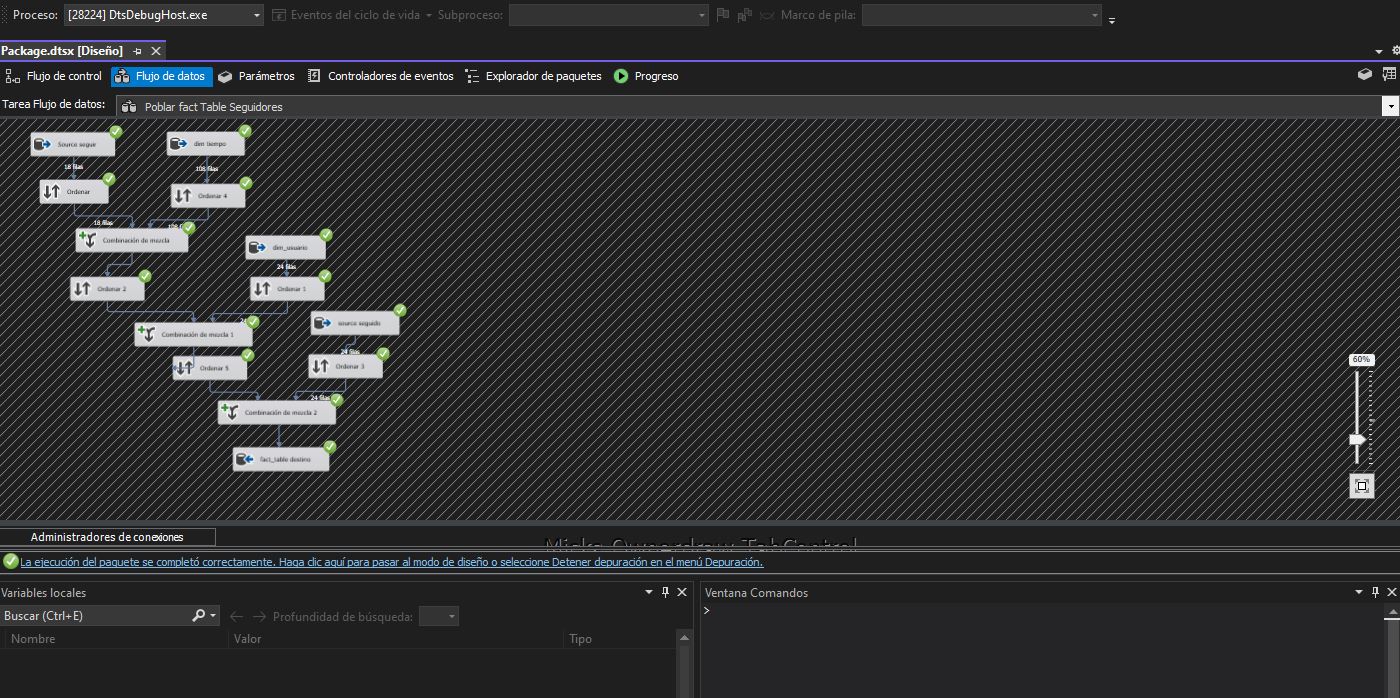 Proceso: [28224] DtsDebugHost.exe Eventos del ciclo de vida Subproceso: Marco de pila:
Package.dtsx [Diseño]
Flujo de control Flujo de datos Parámetros Controladores de eventos Explorador de paquetes Progreso
Tarea Flujo de datos: Poblar fact Table Seguidores
Source seguir dim tiempo
18 filas 108 filas
Ordenar Ordenar 4
18 filas
Combinación de mezcla
dim_usuario
24 filas
Ordenar 2 Ordenar 1
24
source seguido
Combinación de mezcla 1
24 filas
Ordenar 5 Ordenar 3
24 filas
Combinación de mezcla 2
fact_table destino
60%
Administradores de conexiones
La ejecución del paquete se completó correctamente. Haga clic aquí para pasar al modo de diseño o seleccione Detener depuración en el menú Depuración.
Variables locales
Buscar (Ctrl+E) Profundidad de búsqueda:
Nombre Valor Tipo
Ventana Comandos
>